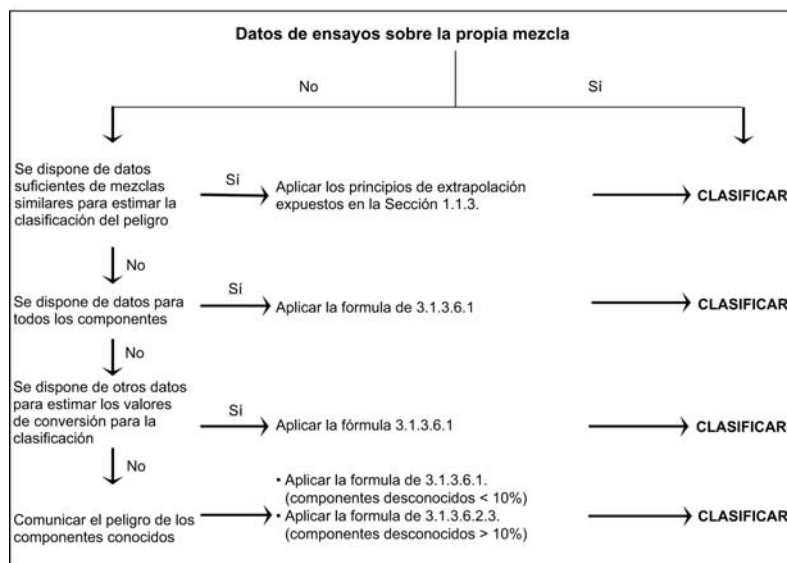 Datos de ensayos sobre la propia mezcla
No
Sí
Se dispone de datos
suficientes de mezclas
similares para estimar la
clasificación del peligro
Sí
Aplicar los principios de extrapolación
expuestos en la Sección 1.1.3.
CLASIFICAR
No
Se dispone de datos para
todos los componentes
Sí
Aplicar la formula de 3.1.3.6.1
CLASIFICAR
No
Se dispone de otros datos
para estimar los valores
de conversión para la
clasificación
Sí
Aplicar la fórmula 3.1.3.6.1
CLASIFICAR
No
Comunicar el peligro de los
componentes conocidos
• Aplicar la formula de 3.1.3.6.1.
(componentes desconocidos < 10%)
• Aplicar la formula de 3.1.3.6.2.3.
(componentes desconocidos > 10%)
CLASIFICAR